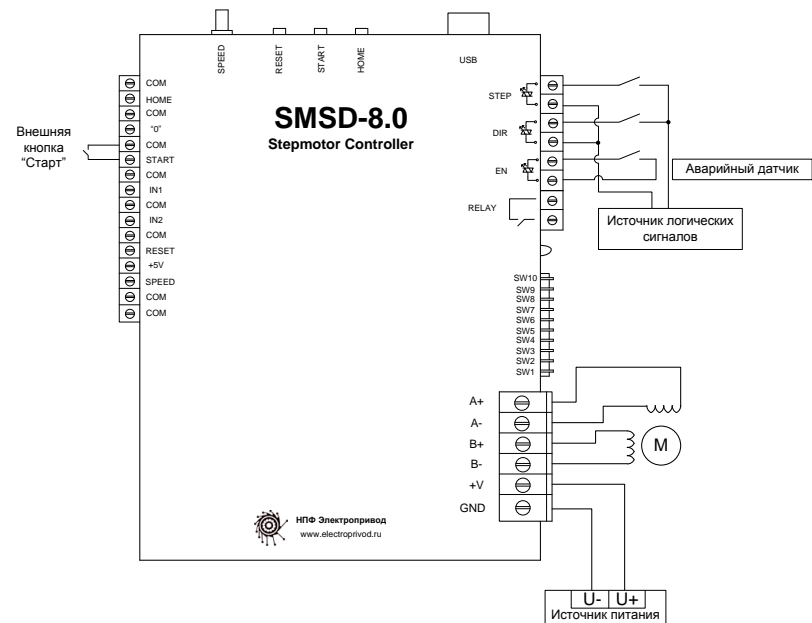 SPEED
RESET
START
HOME
USB
COM
HOME
COM
“0”
COM
START
COM
IN1
COM
IN2
COM
RESET
+5V
SPEED
COM
COM
Внешняя
кнопка
“Старт”
SMSD-8.0
Stepmotor Controller
STEP
DIR
EN
RELAY
Аварийный датчик
Источник логических
сигналов
SW10
SW9
SW8
SW7
SW6
SW5
SW4
SW3
SW2
SW1
A+
A-
B+
B-
+V
GND
M
НПФ Электропривод
www.electroprivod.ru
U- U+
Источник питания